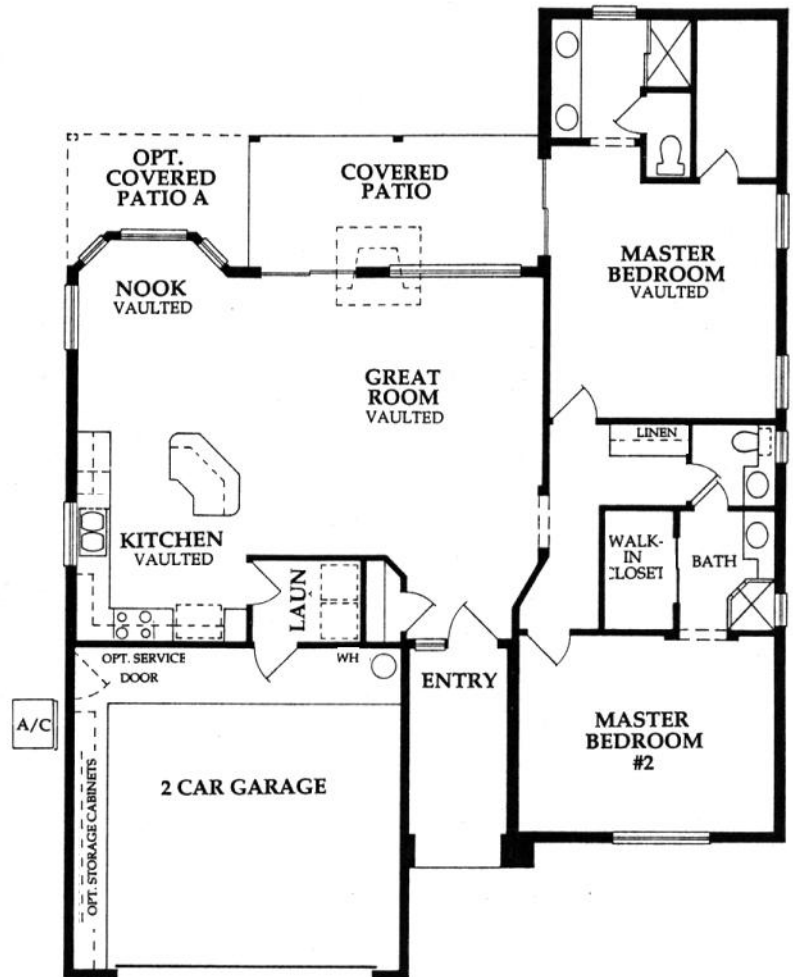 OPT.
COVERED
PATIO A
COVERED
PATIO
MASTER
BEDROOM
VAULTED
NOOK
VAULTED
GREAT
ROOM
VAULTED
LINEN
KITCHEN
VAULTED
LAUN
WALK-
IN
CLOSET
BATH
OPT. SERVICE
DOOR
WH
ENTRY
A/C
MASTER
BEDROOM
#2
2 CAR GARAGE
OPT. STORAGE CABINETS